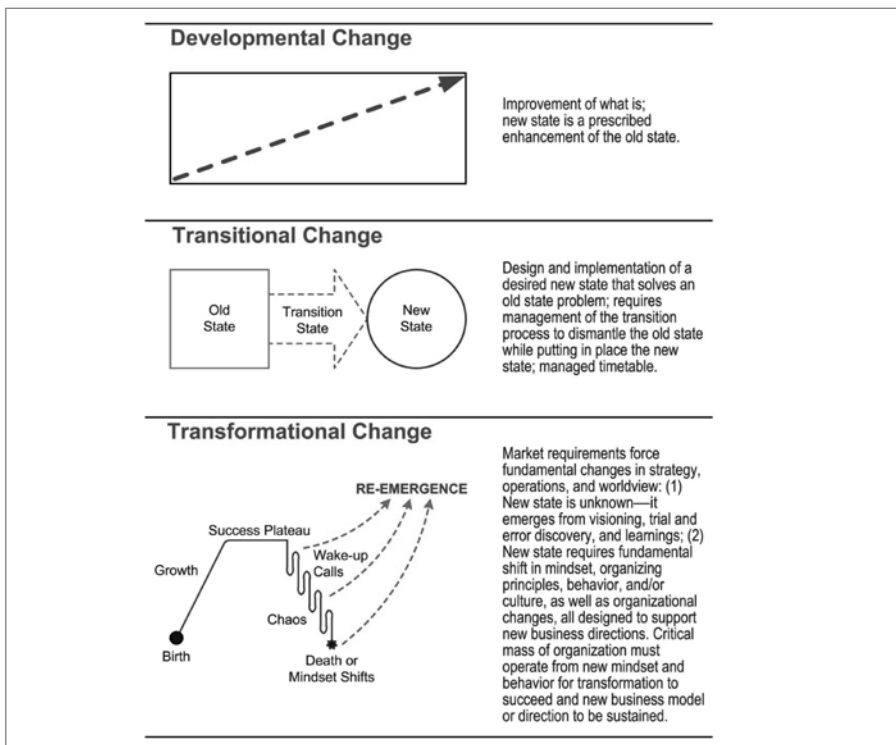 Developmental Change
Improvement of what is;
new state is a prescribed
enhancement of the old state.
Transitional Change
Old
State
Transition
State
New
State
Design and implementation of a
desired new state that solves an
old state problem; requires
management of the transition
process to dismantle the old state
while putting in place the new
state; managed timetable.
Transformational Change
RE-EMERGENCE
Success Plateau
Wake-up
Calls
Growth
Chaos
Birth
Death or
Mindset Shifts
Market requirements force
fundamental changes in strategy,
operations, and worldview: (1)
New state is unknown—it
emerges from visioning, trial and
error discovery, and learnings; (2)
New state requires fundamental
shift in mindset, organizing
principles, behavior, and/or
culture, as well as organizational
changes, all designed to support
new business directions. Critical
mass of organization must
operate from new mindset and
behavior for transformation to
succeed and new business model
or direction to be sustained.